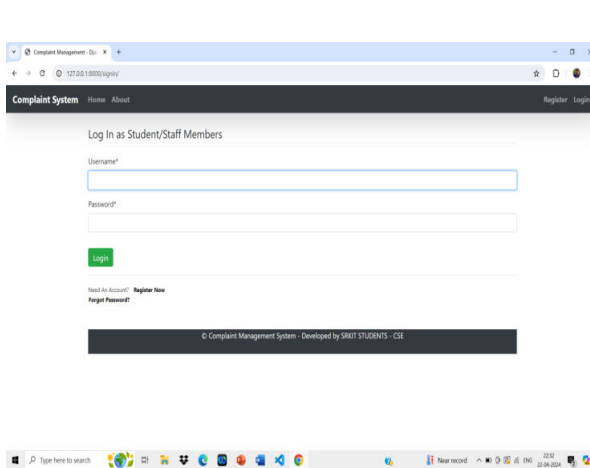 Complaint Management - Djo
127.0.0.1:8000/signin/
Complaint System Home About Register Login
Log In as Student/Staff Members
Username*
Password*
Login
Need An Account? Register Now
Forgot Password?
© Complaint Management System - Developed by SRKIT STUDENTS - CSE
Type here to search Near record ENG 22:32
22-04-2024